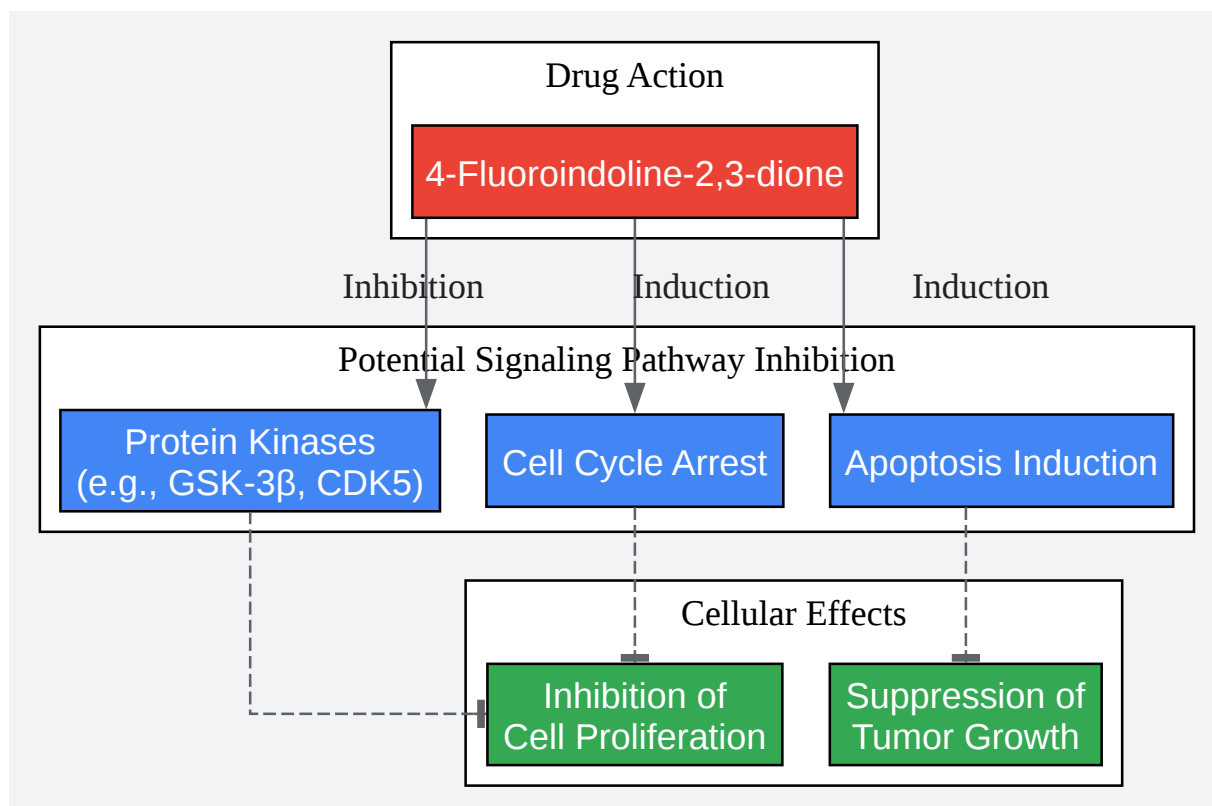 Drug Action
4-Fluoroindoline-2,3-dione
Inhibition
Induction
Induction
Potential Signaling Pathway Inhibition
Protein Kinases
(e.g., GSK-3β, CDK5)
Cell Cycle Arrest
Apoptosis Induction
Cellular Effects
Inhibition of
Cell Proliferation
Suppression of
Tumor Growth